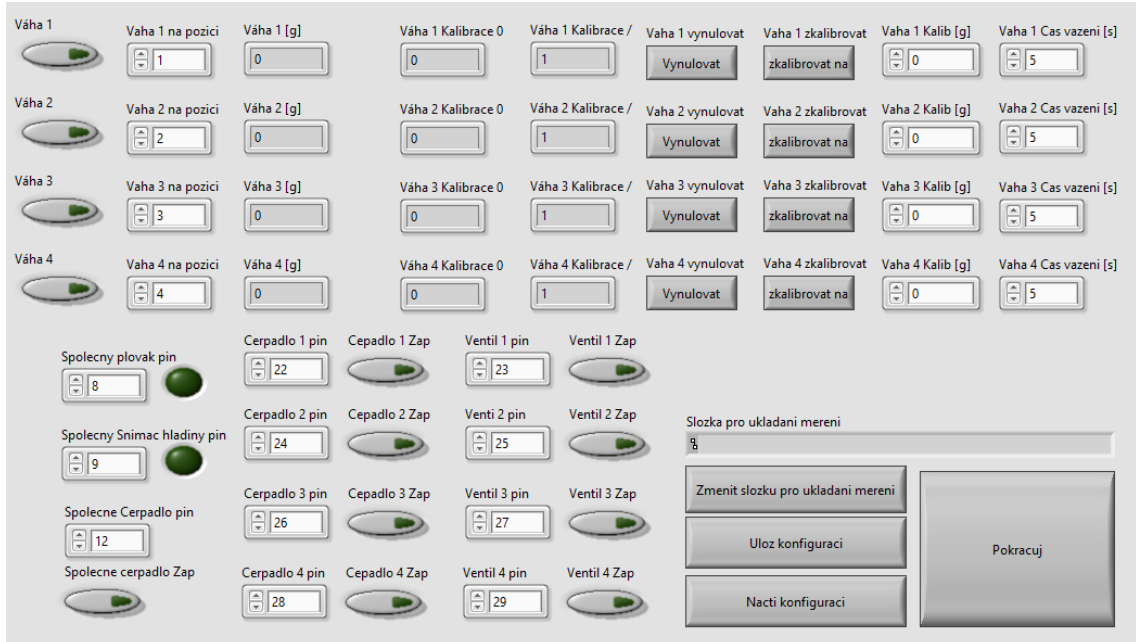 Váha 1
Vaha 1 na pozici Váha 1 [g] Váha 1 Kalibrace 0 Váha 1 Kalibrace / Vaha 1 vynulovat Vaha 1 zkalibrovat Vaha 1 Kalib [g] Vaha 1 Cas vazeni [s]
1 0 0 1 Vynulovat zkalibrovat na 0 5
Váha 2
Vaha 2 na pozici Váha 2 [g] Váha 2 Kalibrace 0 Váha 2 Kalibrace / Vaha 2 vynulovat Vaha 2 zkalibrovat Vaha 2 Kalib [g] Vaha 2 Cas vazeni [s]
2 0 0 1 Vynulovat zkalibrovat na 0 5
Váha 3
Vaha 3 na pozici Váha 3 [g] Váha 3 Kalibrace 0 Váha 3 Kalibrace / Vaha 3 vynulovat Vaha 3 zkalibrovat Vaha 3 Kalib [g] Vaha 3 Cas vazeni [s]
3 0 0 1 Vynulovat zkalibrovat na 0 5
Váha 4
Vaha 4 na pozici Váha 4 [g] Váha 4 Kalibrace 0 Váha 4 Kalibrace / Vaha 4 vynulovat Vaha 4 zkalibrovat Vaha 4 Kalib [g] Vaha 4 Cas vazeni [s]
4 0 0 1 Vynulovat zkalibrovat na 0 5
Spolecny plovak pin
8
Spolecny Snimac hladiny pin
9
Spolecne Cerpadlo pin
12
Spolecne cerpadlo Zap
Cerpadlo 1 pin Cepadlo 1 Zap Ventil 1 pin Ventil 1 Zap
22 23
Cerpadlo 2 pin Cepadlo 2 Zap Venti 2 pin Ventil 2 Zap
24 25
Cerpadlo 3 pin Cepadlo 3 Zap Ventil 3 pin Ventil 3 Zap
26 27
Cerpadlo 4 pin Cepadlo 4 Zap Ventil 4 pin Ventil 4 Zap
28 29
Slozka pro ukladani mereni
Zmenit slozku pro ukladani mereni
Uloz konfiguraci
Nacti konfiguraci
Pokracuj